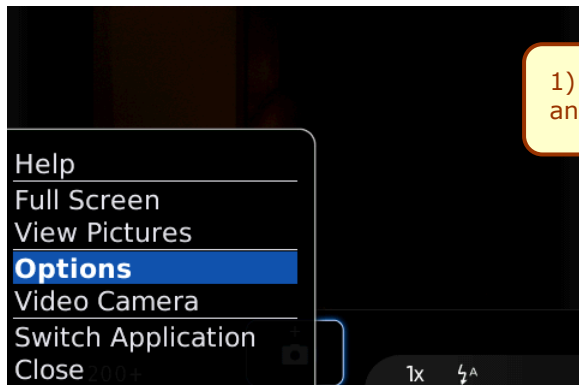 1)
an
Help
Full Screen
View Pictures
Options
Video Camera
Switch Application
Close
200+
1x
A